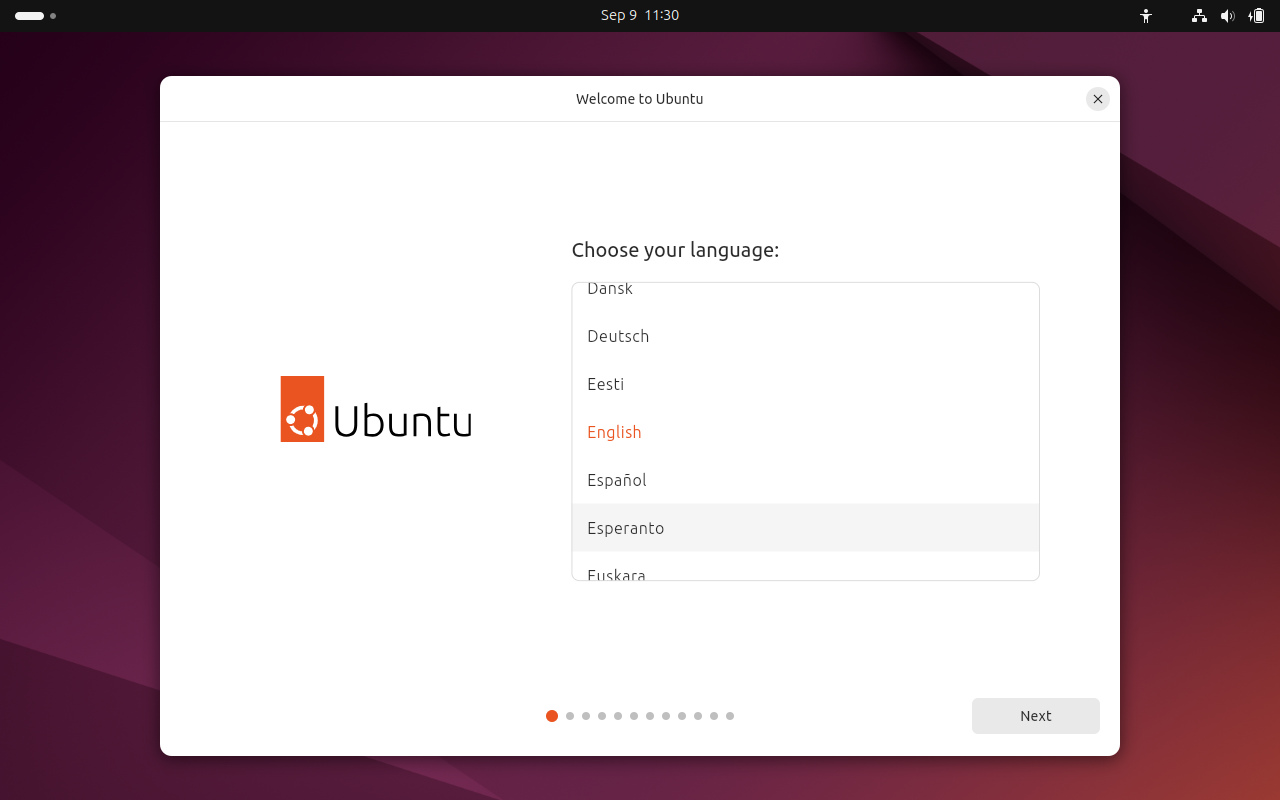 Sep 9 11:30
Welcome to Ubuntu
Choose your language:
Dansk
Deutsch
Eesti
English
Español
Esperanto
Euskara
Ubuntu
Next